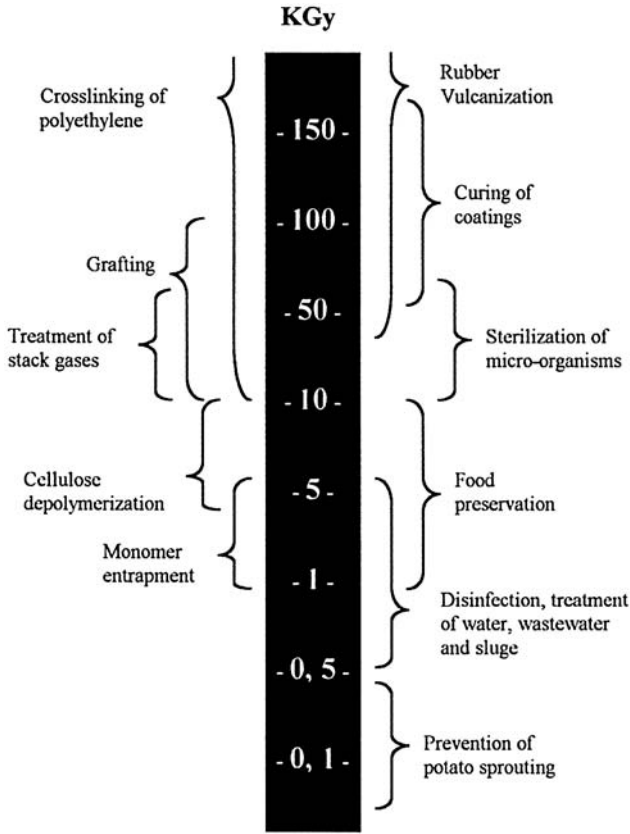 KGy
Crosslinking of
polyethylene
Rubber
Vulcanization
- 150 -
Curing of
coatings
- 100 -
Grafting
- 50 -
Treatment of
stack gases
Sterilization of
micro-organisms
- 10 -
Cellulose
depolymerization
- 5 -
Food
preservation
Monomer
entrapment
- 1 -
Disinfection, treatment
of water, wastewater
and sluge
- 0, 5 -
Prevention of
potato sprouting
- 0, 1 -